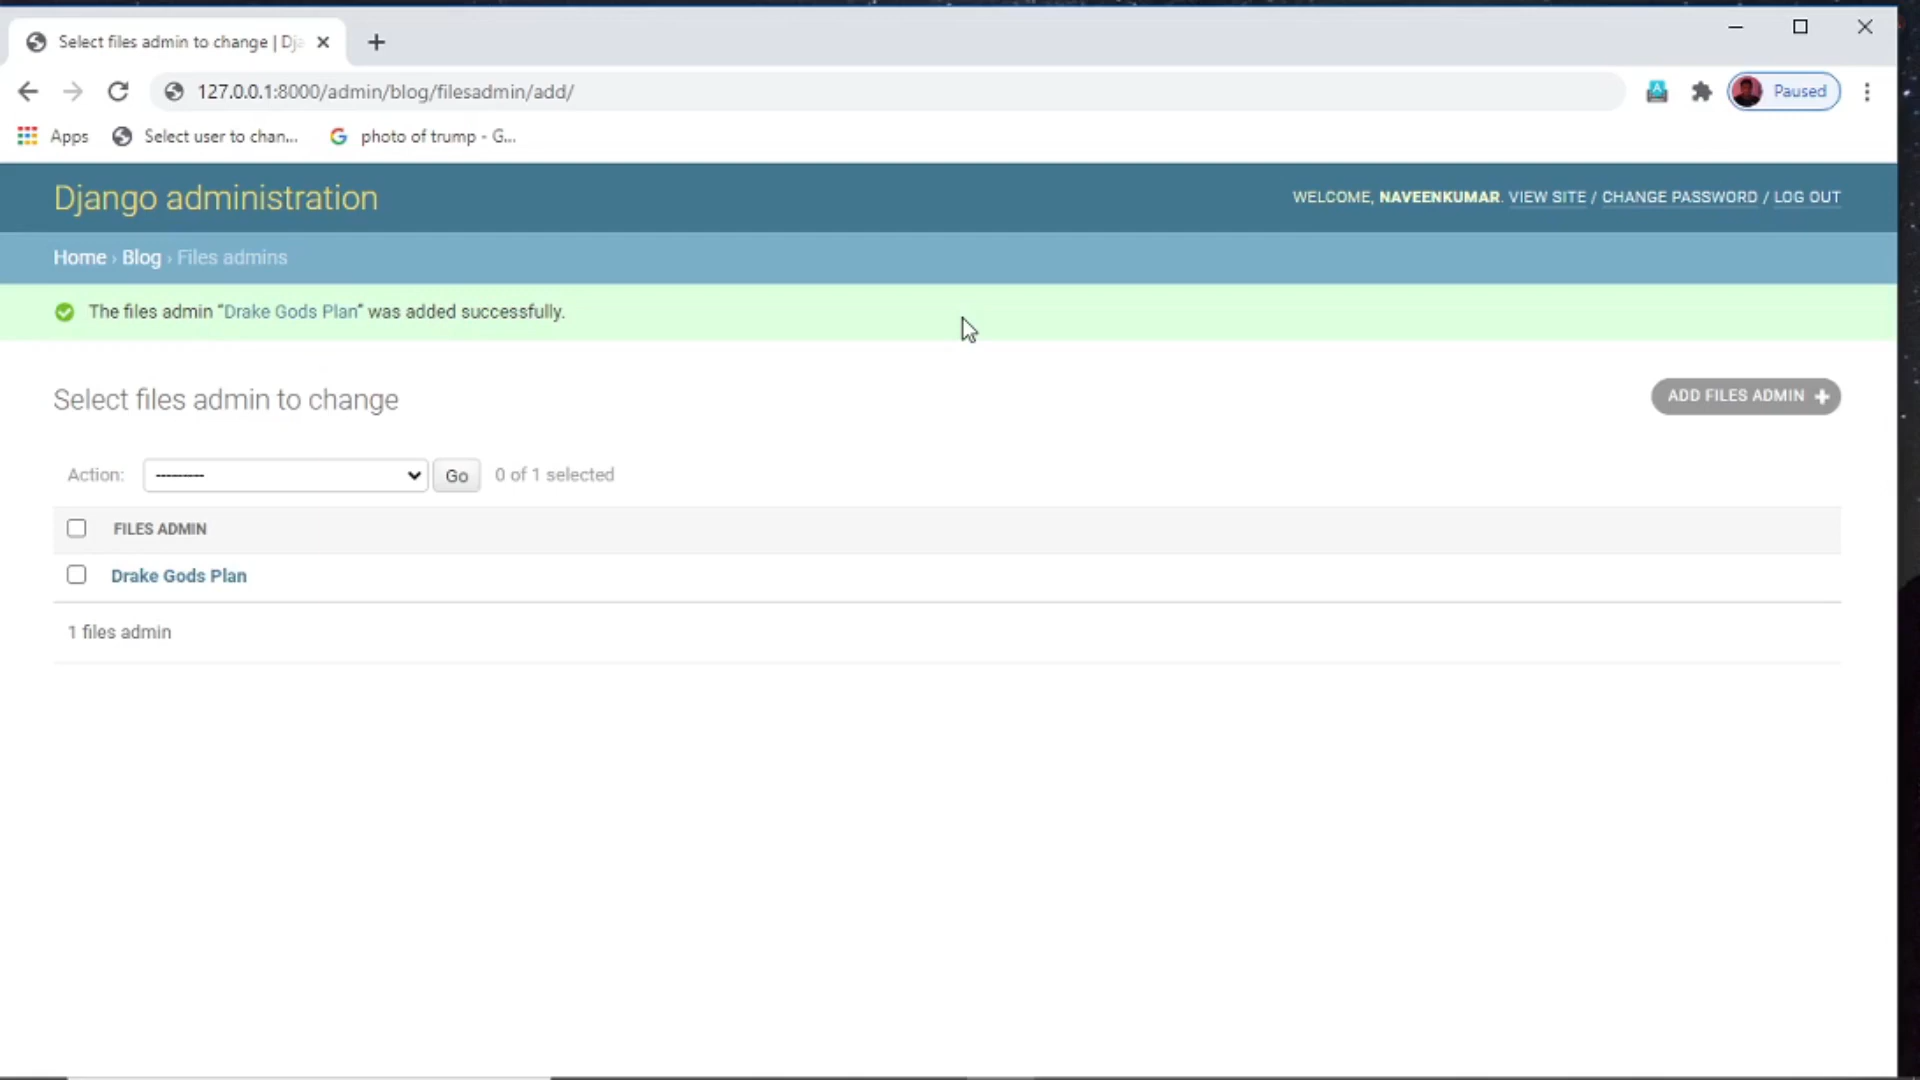 Select files admin to change | Dj
127.0.0.1:8000/admin/blog/filesadmin/add/
Paused
Apps
Select user to chan...
photo of trump - G...
Django administration
WELCOME, NAVEENKUMAR. VIEW SITE / CHANGE PASSWORD / LOG OUT
Home › Blog › Files admins
The files admin “Drake Gods Plan” was added successfully.
Select files admin to change
ADD FILES ADMIN +
Action: --------- Go 0 of 1 selected
FILES ADMIN
Drake Gods Plan
1 files admin